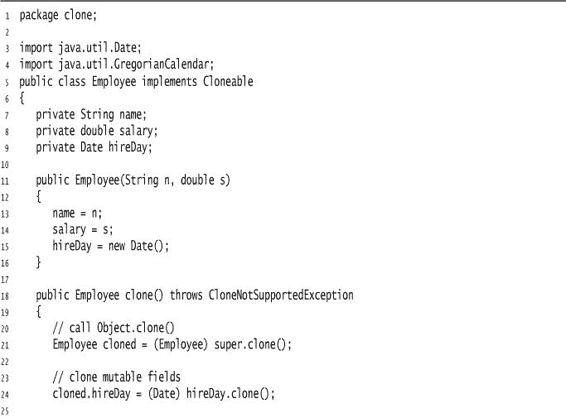 1 package clone;
2
3 import java.util.Date;
4 import java.util.GregorianCalendar;
5 public class Employee implements Cloneable
6 {
7    private String name;
8    private double salary;
9    private Date hireDay;
10
11    public Employee(String n, double s)
12    {
13       name = n;
14       salary = s;
15       hireDay = new Date();
16    }
17
18    public Employee clone() throws CloneNotSupportedException
19    {
20       // call Object.clone()
21       Employee cloned = (Employee) super.clone();
22
23       // clone mutable fields
24       cloned.hireDay = (Date) hireDay.clone();
25